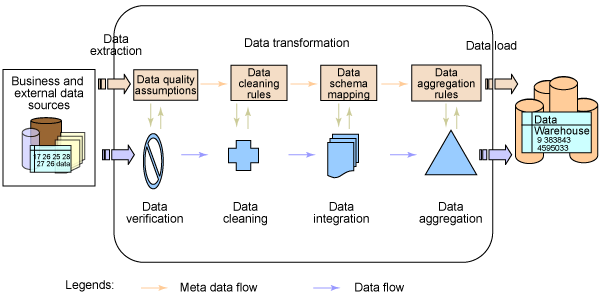 Data
extraction
Data transformation
Data load
Business and
external data
sources
17 26 25 28
27 26 data
Data quality
assumptions
Data
cleaning
rules
Data
schema
mapping
Data
aggregation
rules
Data
Warehouse
9 383843
4595033
Data
verification
Data
cleaning
Data
integration
Data
aggregation
Legends:
Meta data flow
Data flow